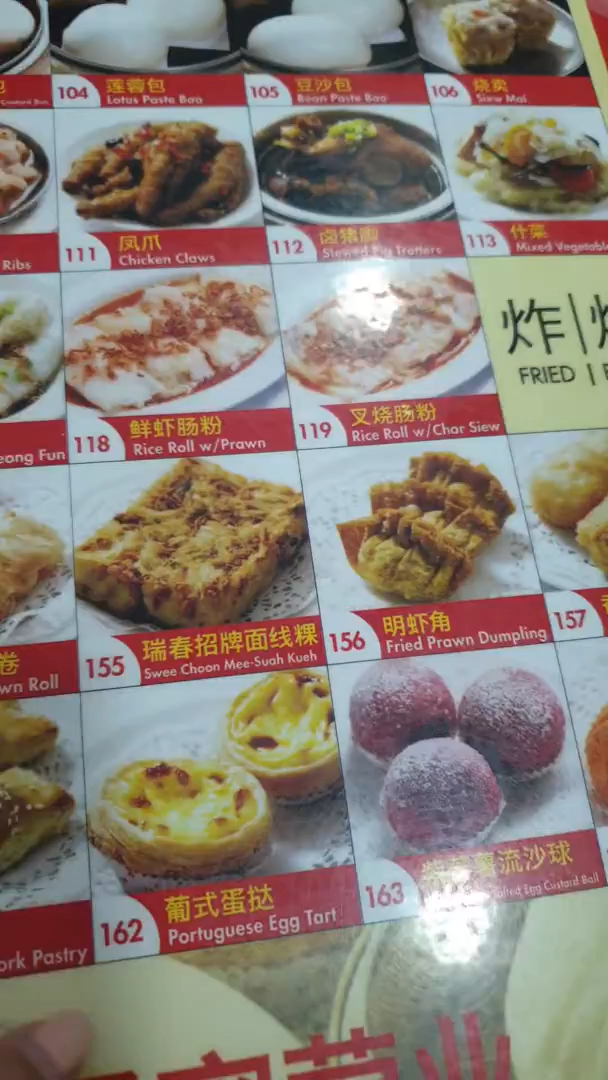 包
104
莲蓉包
Lotus Paste Bao
105
豆沙包
Bean Paste Bao
106
烧卖
Siew Mai
Ribs
111
凤爪
Chicken Claws
112
卤猪脚
Stewed Pig Trotters
113
什菜
Mixed Vegetable
eong Fun
118
鲜虾肠粉
Rice Roll w/Prawn
119
叉烧肠粉
Rice Roll w/Char Siew
炸|
FRIED |
卷
wn Roll
155
瑞春招牌面线粿
Swee Choon Mee-Suah Kueh
156
明虾角
Fried Prawn Dumpling
157
ork Pastry
162
葡式蛋挞
Portuguese Egg Tart
163
薯流沙球
Salted Egg Custard Ball